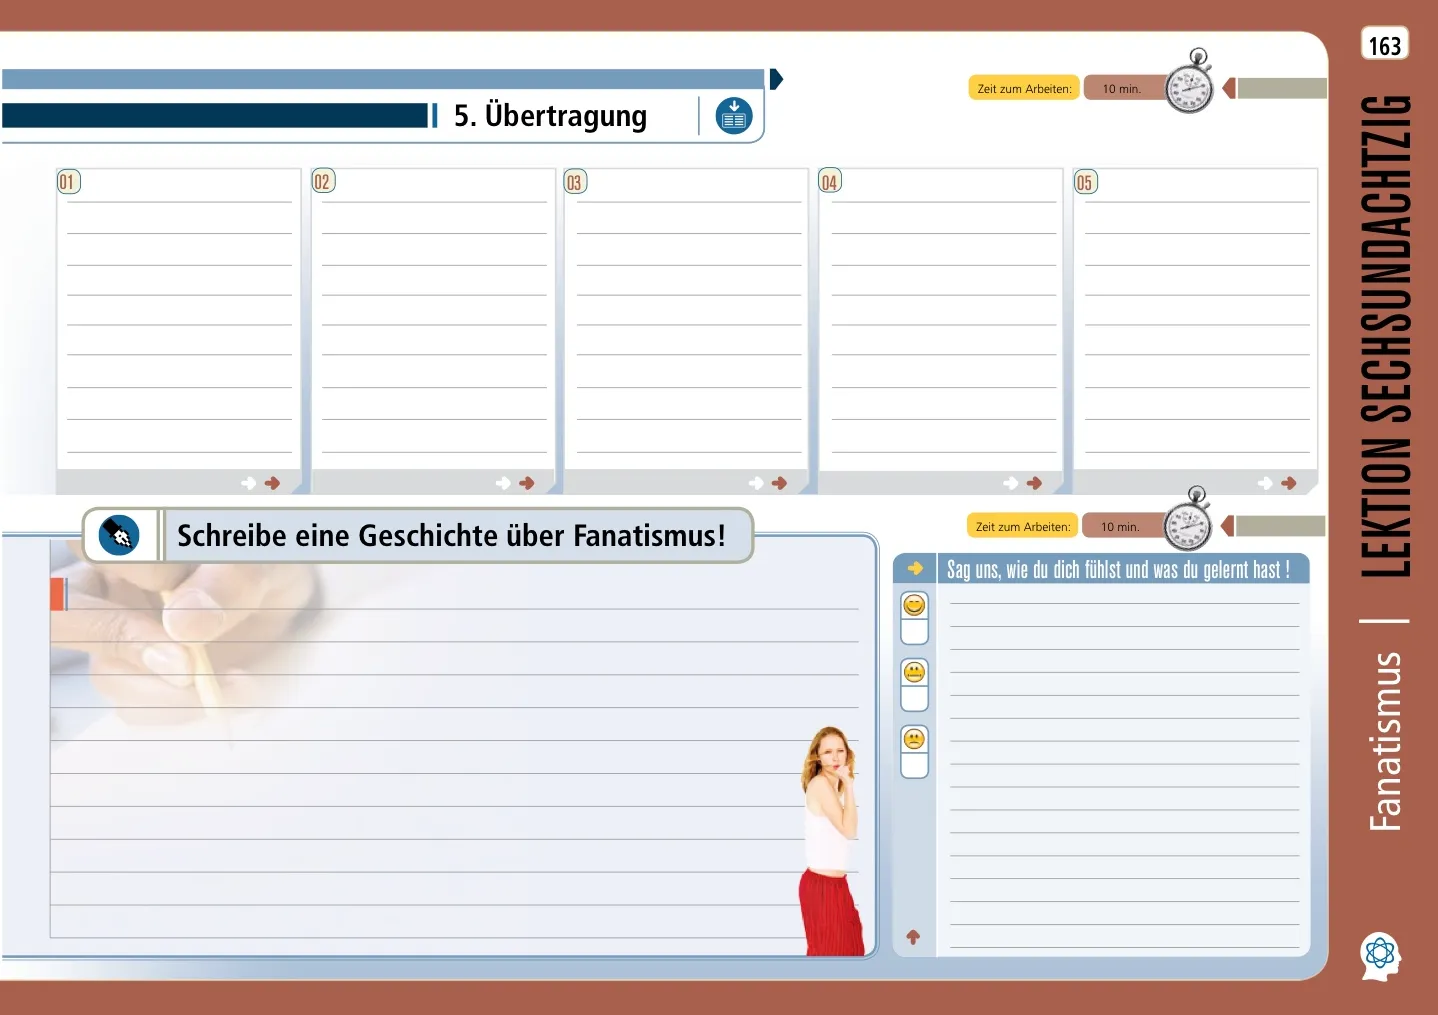 163
Zeit zum Arbeiten:
10 min.
5. Übertragung
01
02
03
04
05
Schreibe eine Geschichte über Fanatismus!
Zeit zum Arbeiten:
10 min.
Sag uns, wie du dich fühlst und was du gelernt hast !
LEKTION SECHSUNDACHTZIG
Fanatismus